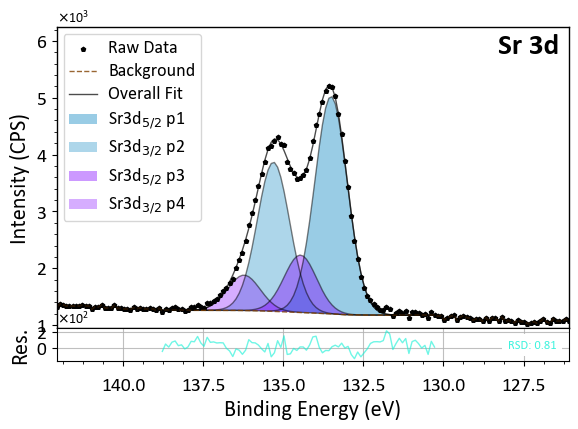 ×10³
Sr 3d
Raw Data
Background
Overall Fit
Sr3d5/2 p1
Sr3d3/2 p2
Sr3d5/2 p3
Sr3d3/2 p4
Intensity (CPS)
6
5
4
3
2
1
×10²
2
0
Res.
RSD: 0.81
140.0 137.5 135.0 132.5 130.0 127.5
Binding Energy (eV)